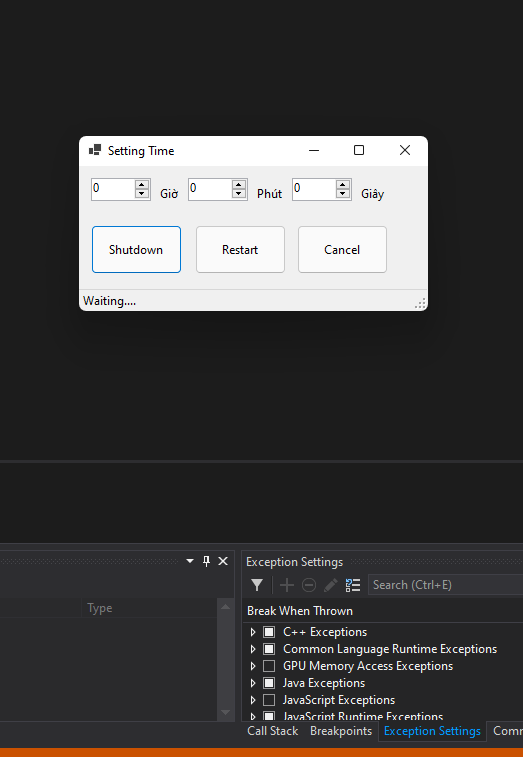 Setting Time
0 Giờ 0 Phút 0 Giây
Shutdown Restart Cancel
Waiting....
Exception Settings
Search (Ctrl+E)
Type
Break When Thrown
C++ Exceptions
Common Language Runtime Exceptions
GPU Memory Access Exceptions
Java Exceptions
JavaScript Exceptions
JavaScript Runtime Exceptions
Call Stack Breakpoints Exception Settings